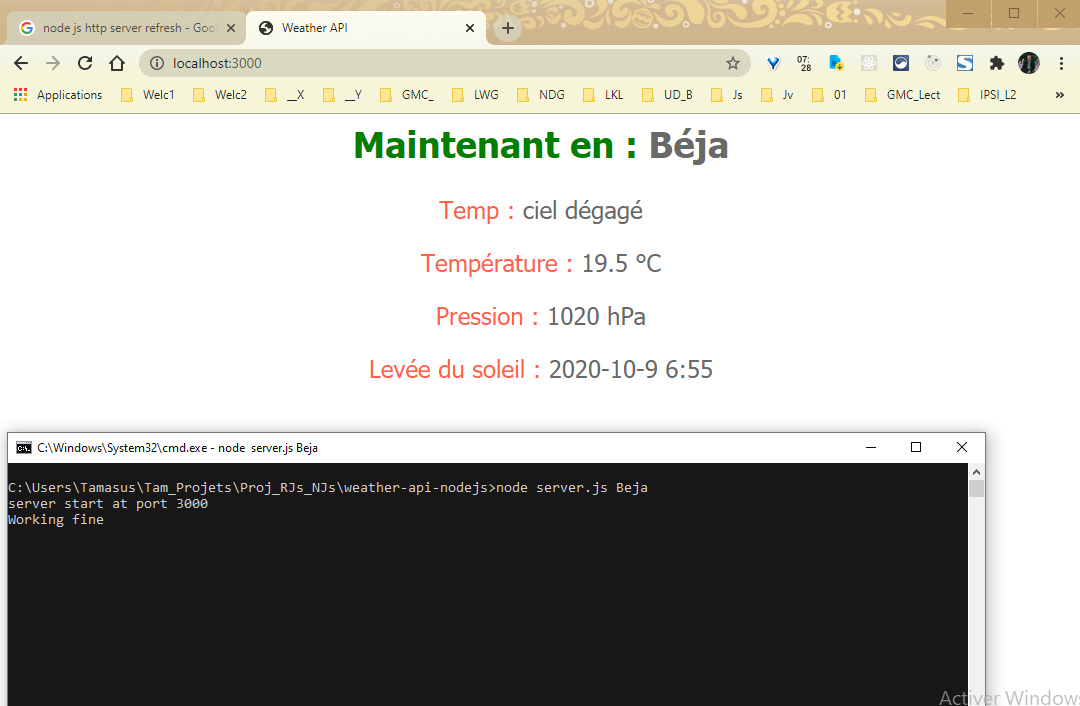 node js http server refresh - Goo
Weather API
localhost:3000
07:
28
Applications
Welc1
Welc2
__X
__Y
GMC_
LWG
NDG
LKL
UD_B
Js
Jv
01
GMC_Lect
IPSI_L2
»
Maintenant en : Béja
Temp : ciel dégagé
Température : 19.5 °C
Pression : 1020 hPa
Levée du soleil : 2020-10-9 6:55
C:\Windows\System32\cmd.exe - node  server.js Beja
C:\Users\Tamasus\Tam_Projets\Proj_RJs_NJs\weather-api-nodejs>node server.js Beja
server start at port 3000
Working fine
Activer Windows